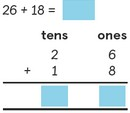 26 + 18 =
tens ones
2 6
+ 1 8